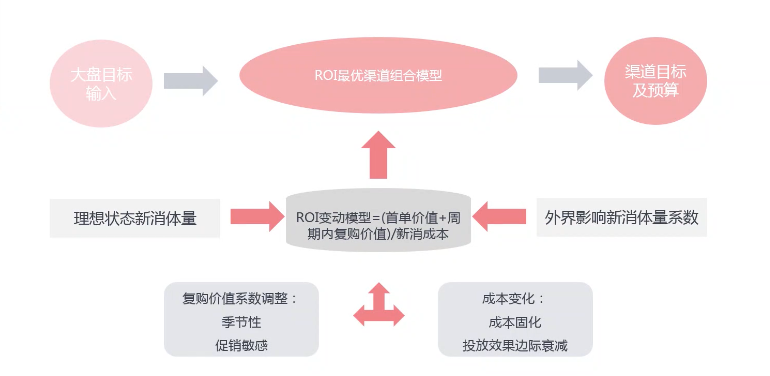 大盘目标
输入
ROI最优渠道组合模型
渠道目标
及预算
理想状态新消体量
ROI变动模型=(首单价值+周
期内复购价值)/新消成本
外界影响新消体量系数
复购价值系数调整：
季节性
促销敏感
成本变化：
成本固化
投放效果边际衰减